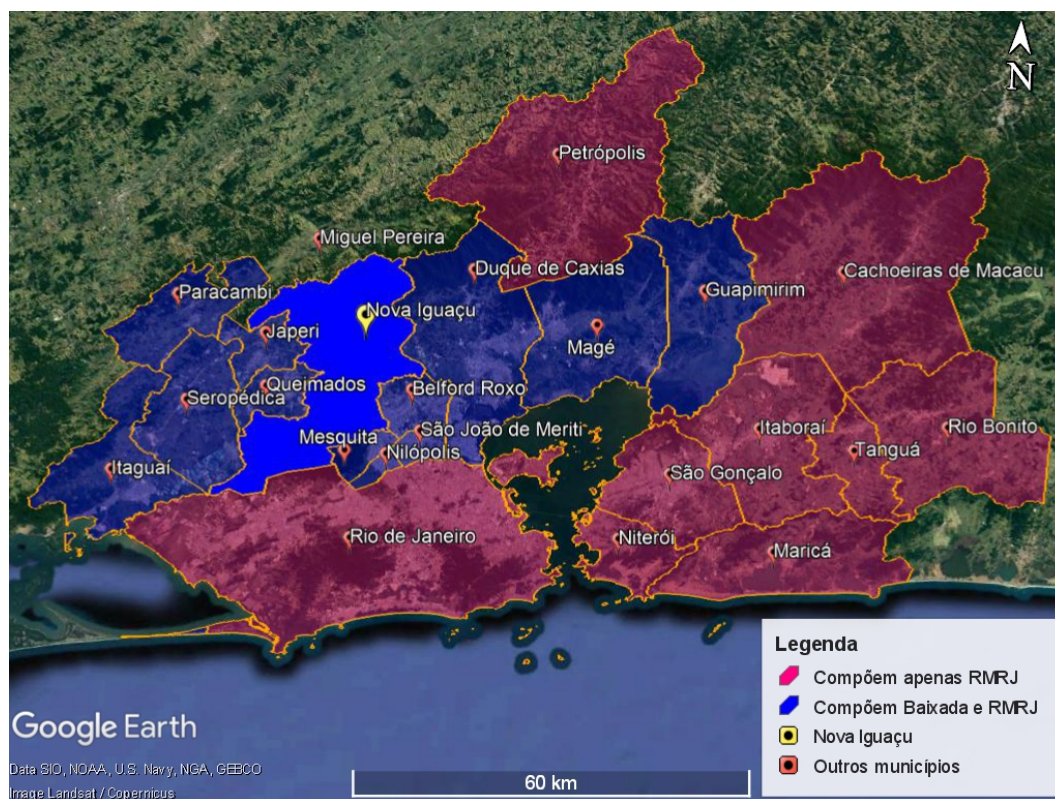 N
Petrópolis
Miguel Pereira
Duque de Caxias
Cachoeiras de Macacu
Paracambi
Guapimirim
Nova Iguaçu
Japeri
Magé
Queimados
Belford Roxo
Seropédica
São João de Meriti
Itaboraí
Rio Bonito
Mesquita
Nilópolis
Tanguá
Itaguaí
São Gonçalo
Rio de Janeiro
Niterói
Maricá
Legenda
Compõem apenas RMRJ
Compõem Baixada e RMRJ
Nova Iguaçu
Outros municípios
Google Earth
Data SIO, NOAA, U.S. Navy, NGA, GEBCO
Image Landsat / Copernicus
60 km